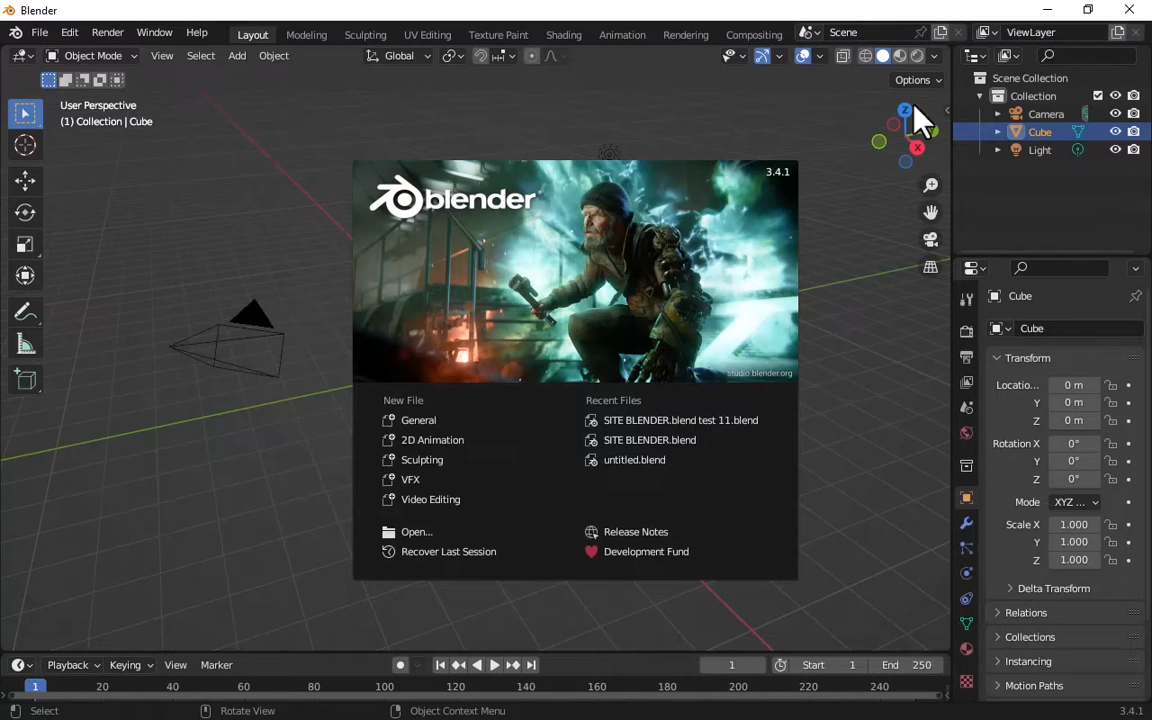 Blender
File Edit Render Window Help Layout Modeling Sculpting UV Editing Texture Paint Shading Animation Rendering Compositing Scene ViewLayer
Object Mode View Select Add Object Global
Options
User Perspective
(1) Collection | Cube
Z
X
Scene Collection
Collection
Camera
Cube
Light
3.4.1
blender
studio.blender.org
New File
General
2D Animation
Sculpting
VFX
Video Editing
Open...
Recover Last Session
Recent Files
SITE BLENDER.blend test 11.blend
SITE BLENDER.blend
untitled.blend
Release Notes
Development Fund
Cube
Cube
Transform
Locatio... 0 m
Y 0 m
Z 0 m
Rotation X 0°
Y 0°
Z 0°
Mode XYZ ...
Scale X 1.000
Y 1.000
Z 1.000
Delta Transform
Relations
Collections
Instancing
Motion Paths
Playback Keying View Marker 1 Start 1 End 250
1 20 40 60 80 100 120 140 160 180 200 220 240
Select Rotate View Object Context Menu 3.4.1